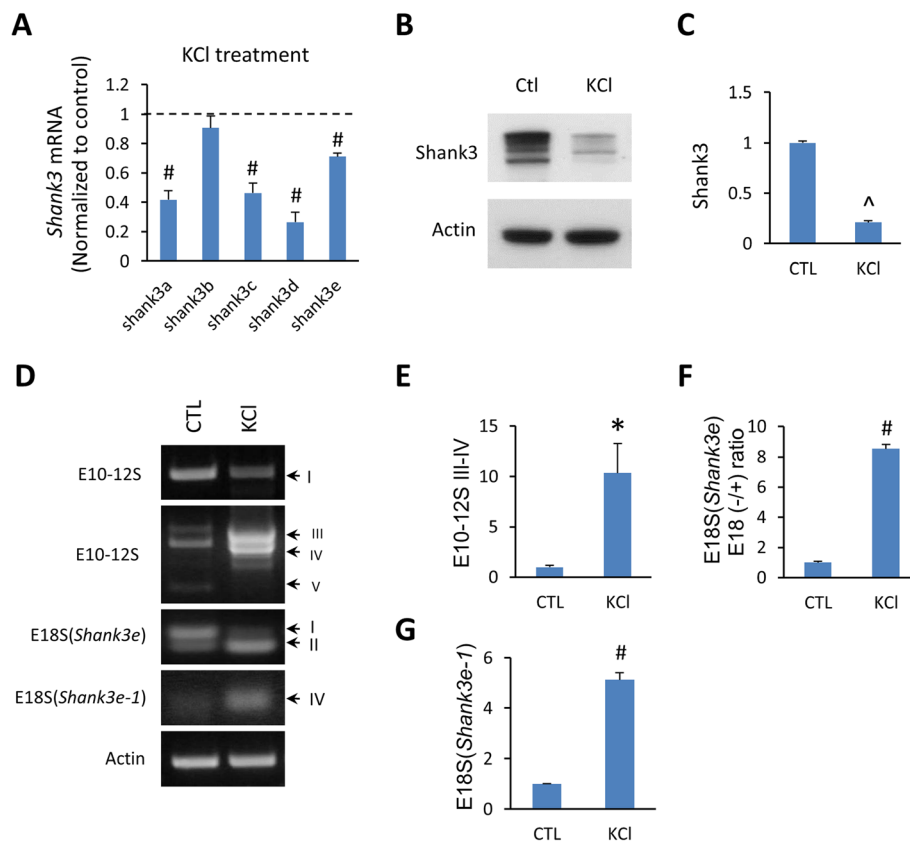 A
KCl treatment
Shank3 mRNA
(Normalized to control)
1.2
1
0.8
0.6
0.4
0.2
0
#
#
#
#
shank3a
shank3b
shank3c
shank3d
shank3e
B
Ctl KCl
Shank3
Actin
C
Shank3
1.5
1
0.5
0
^
CTL KCl
D
CTL KCl
E10-12S
I
E10-12S
III
IV
V
E18S(Shank3e)
I
II
E18S(Shank3e-1)
IV
Actin
E
E10-12S III-IV
15
10
5
0
*
CTL KCl
F
E18S(Shank3e)
E18 (-/+) ratio
10
8
6
4
2
0
#
CTL KCl
G
E18S(Shank3e-1)
6
4
2
0
#
CTL KCl